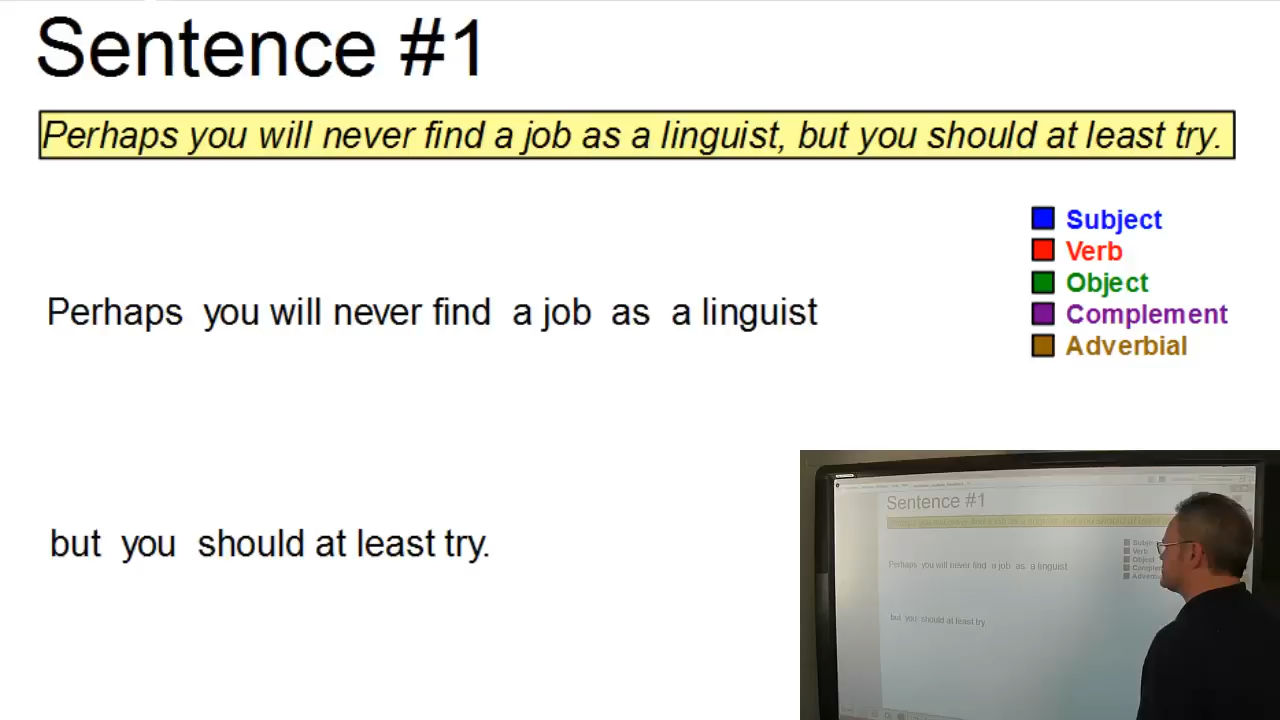 Sentence #1
Perhaps you will never find a job as a linguist, but you should at least try.
Subject
Verb
Object
Complement
Adverbial
Perhaps you will never find a job as a linguist
but you should at least try.
Sentence #1
Perhaps you will never find a job as a linguist
but you should at least try